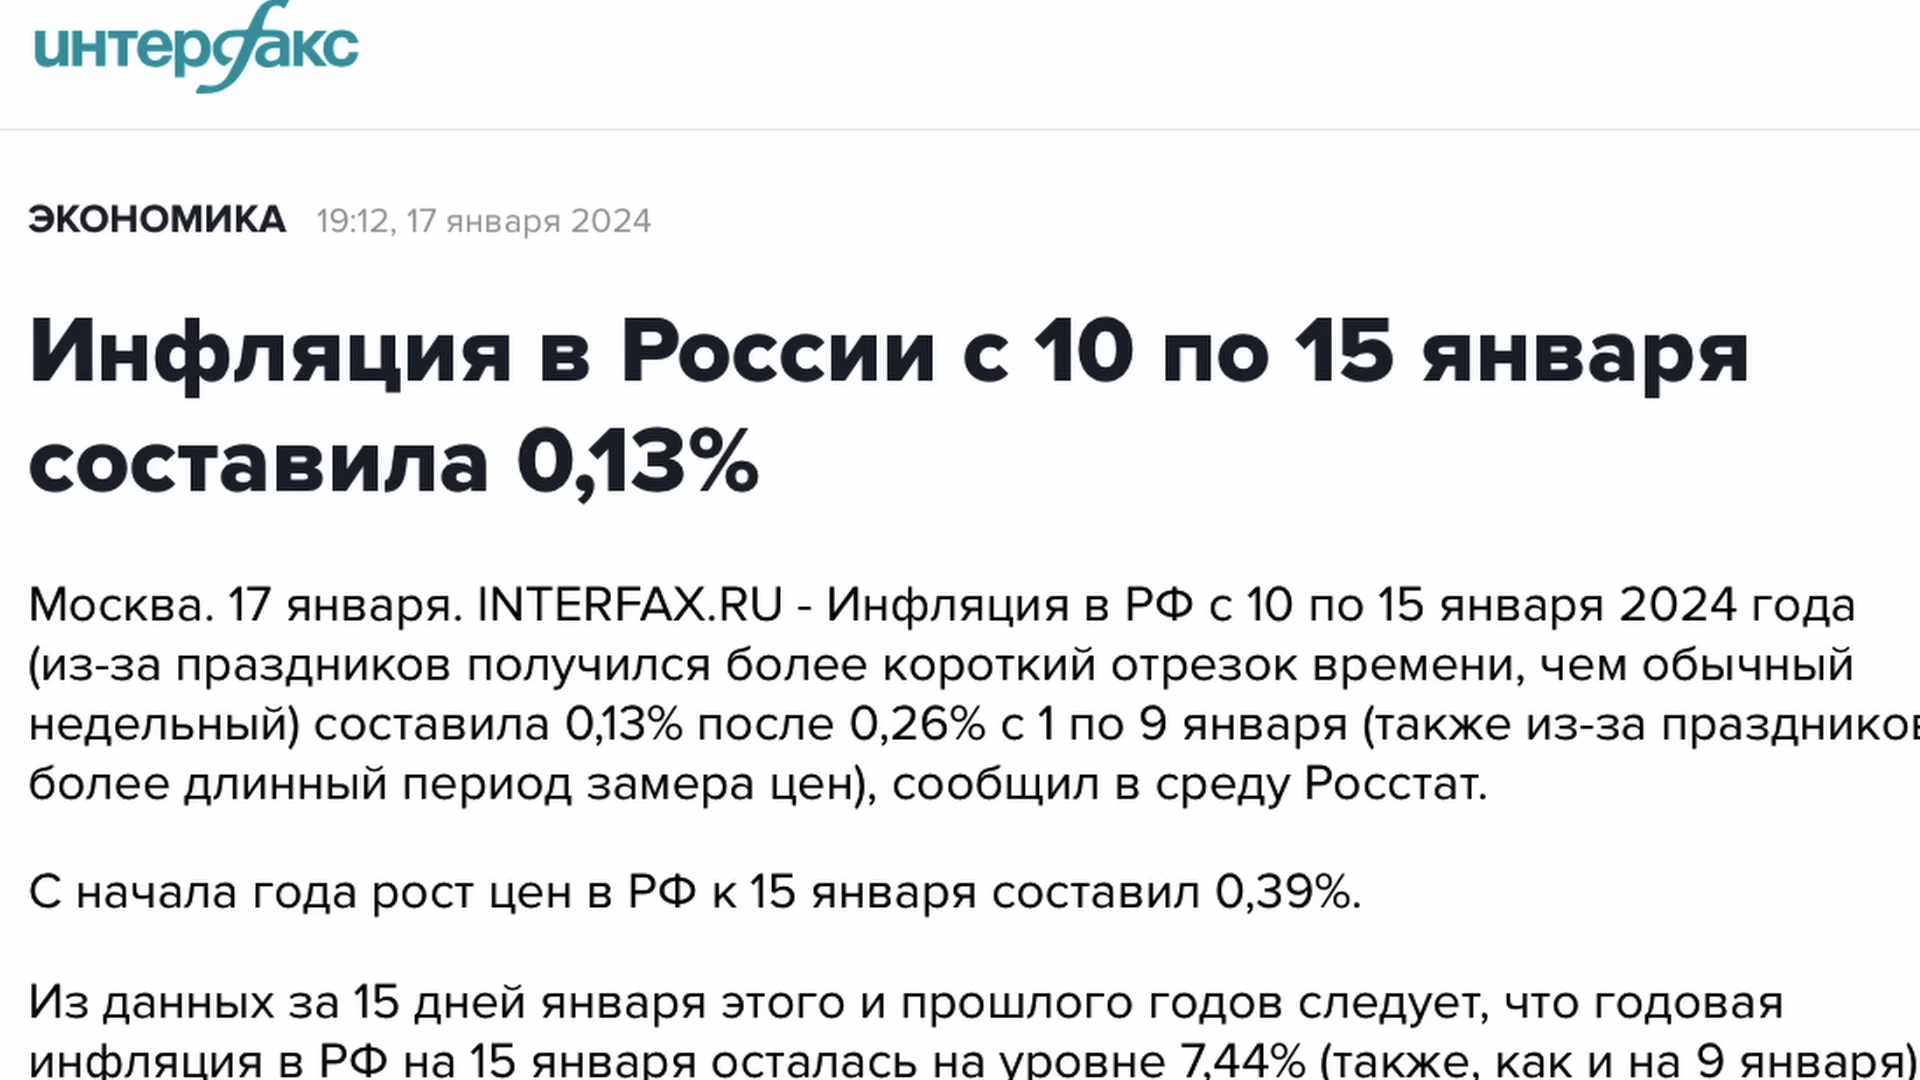 интерфакс
ЭКОНОМИКА 19:12, 17 января 2024
Инфляция в России с 10 по 15 января
составила 0,13%
Москва. 17 января. INTERFAX.RU - Инфляция в РФ с 10 по 15 января 2024 года
(из-за праздников получился более короткий отрезок времени, чем обычный
недельный) составила 0,13% после 0,26% с 1 по 9 января (также из-за праздников
более длинный период замера цен), сообщил в среду Росстат.
С начала года рост цен в РФ к 15 января составил 0,39%.
Из данных за 15 дней января этого и прошлого годов следует, что годовая
инфляция в РФ на 15 января осталась на уровне 7,44% (также, как и на 9 января)